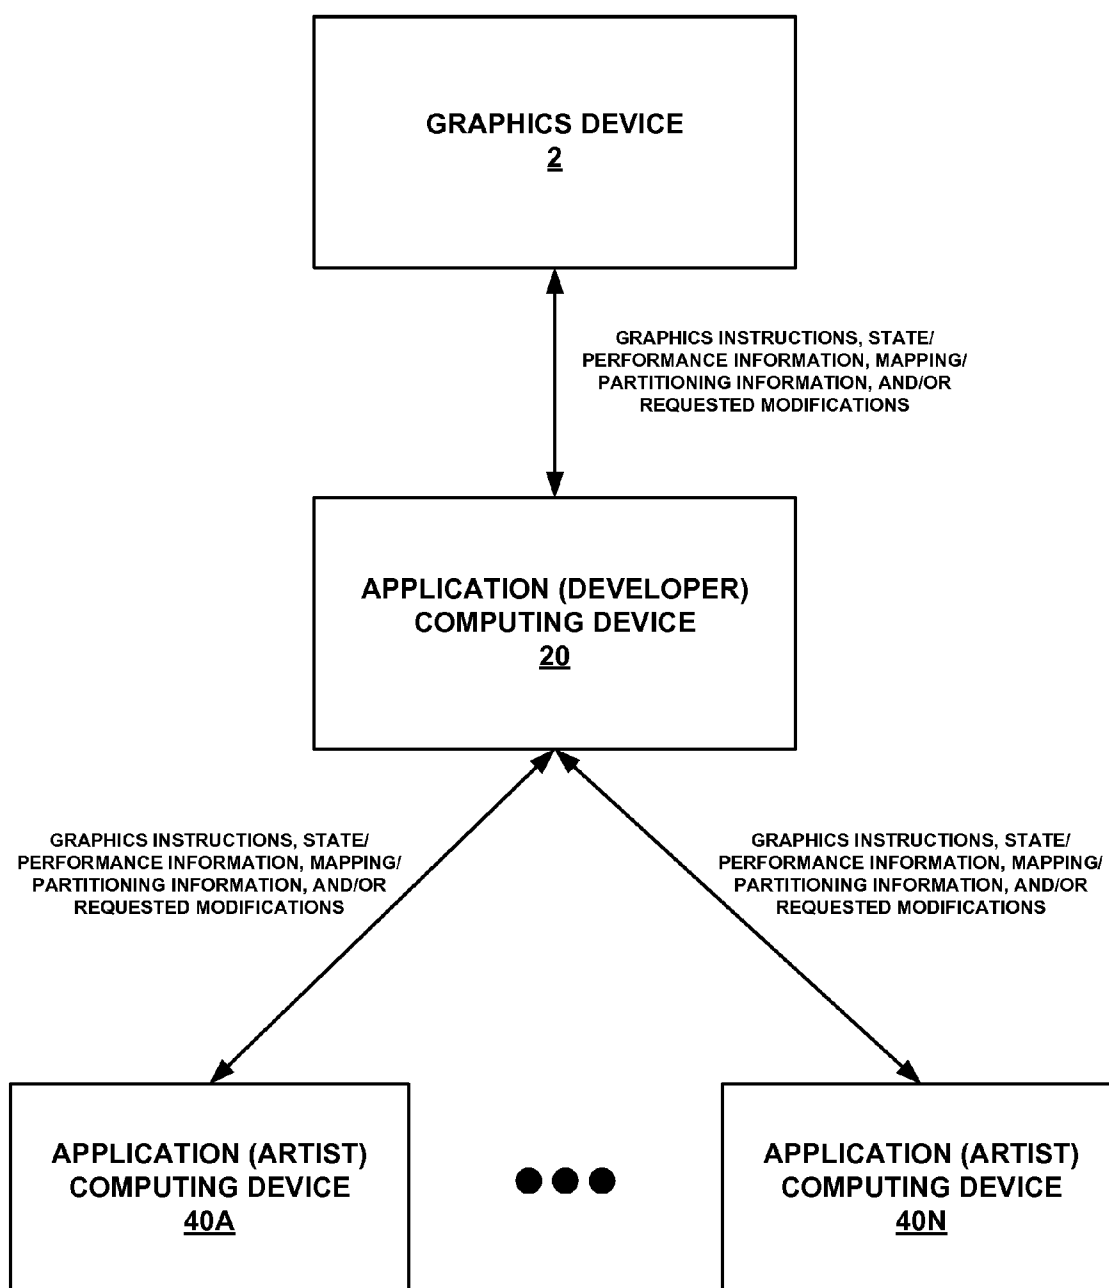 GRAPHICS DEVICE
2
GRAPHICS INSTRUCTIONS, STATE/
PERFORMANCE INFORMATION, MAPPING/
PARTITIONING INFORMATION, AND/OR
REQUESTED MODIFICATIONS
APPLICATION (DEVELOPER)
COMPUTING DEVICE
20
GRAPHICS INSTRUCTIONS, STATE/
PERFORMANCE INFORMATION, MAPPING/
PARTITIONING INFORMATION, AND/OR
REQUESTED MODIFICATIONS
GRAPHICS INSTRUCTIONS, STATE/
PERFORMANCE INFORMATION, MAPPING/
PARTITIONING INFORMATION, AND/OR
REQUESTED MODIFICATIONS
APPLICATION (ARTIST)
COMPUTING DEVICE
40A
APPLICATION (ARTIST)
COMPUTING DEVICE
40N